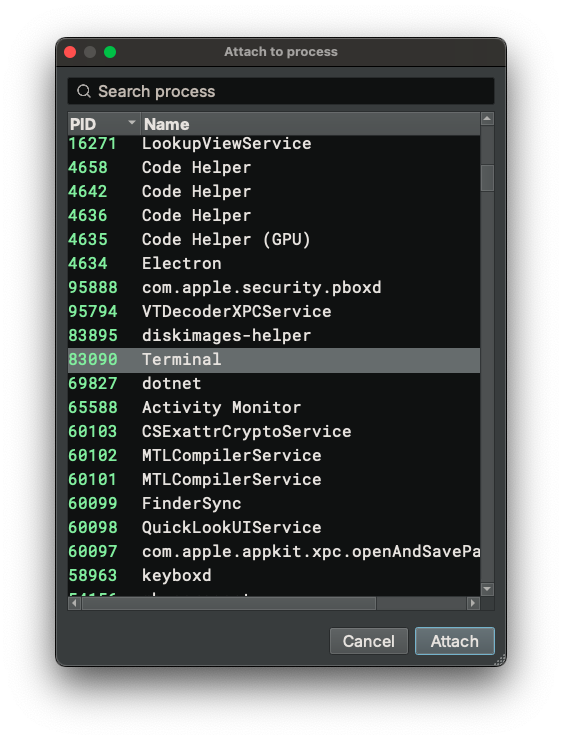 Attach to process
Search process
PID Name
16271 LookupViewService
4658 Code Helper
4642 Code Helper
4636 Code Helper
4635 Code Helper (GPU)
4634 Electron
95888 com.apple.security.pboxd
95794 VTDecoderXPCService
83895 diskimages-helper
83090 Terminal
69827 dotnet
65588 Activity Monitor
60103 CSExattrCryptoService
60102 MTLCompilerService
60101 MTLCompilerService
60099 FinderSync
60098 QuickLookUIService
60097 com.apple.appkit.xpc.openAndSavePa
58963 keyboxd
Cancel Attach